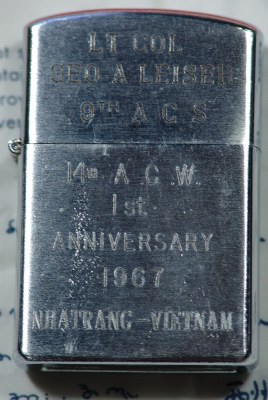 LT COL
GEO A LEISER
9TH A C S
14TH A. C. W.
1st
ANNIVERSARY
1967
NHATRANG - VIETNAM